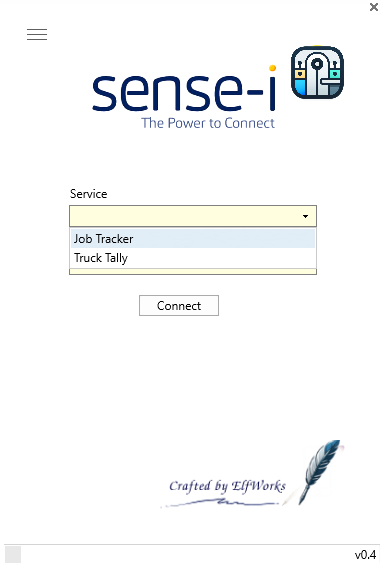 sense-i
The Power to Connect
Service
Job Tracker
Truck Tally
Connect
Crafted by ElfWorks
v0.4